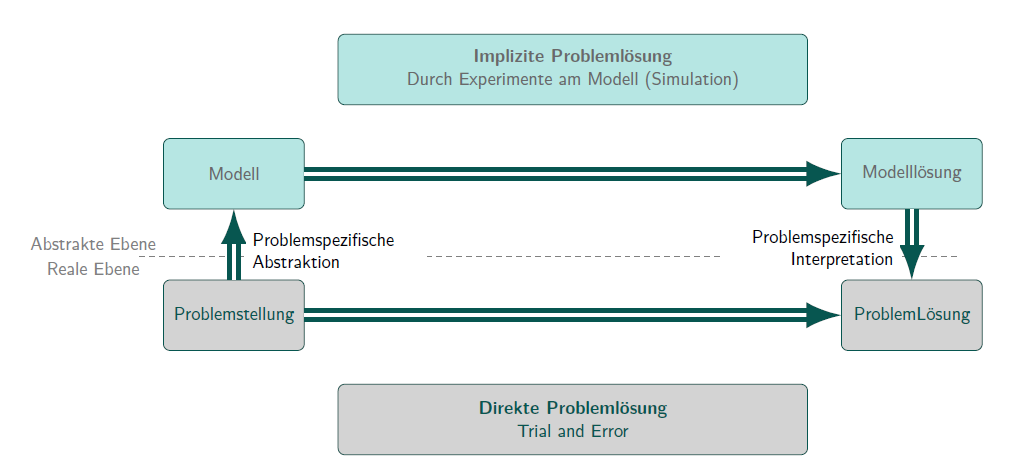 Implizite Problemlösung
Durch Experimente am Modell (Simulation)
Modell
Modelllösung
Abstrakte Ebene
Reale Ebene
Problemspezifische
Abstraktion
Problemspezifische
Interpretation
Problemstellung
ProblemLösung
Direkte Problemlösung
Trial and Error